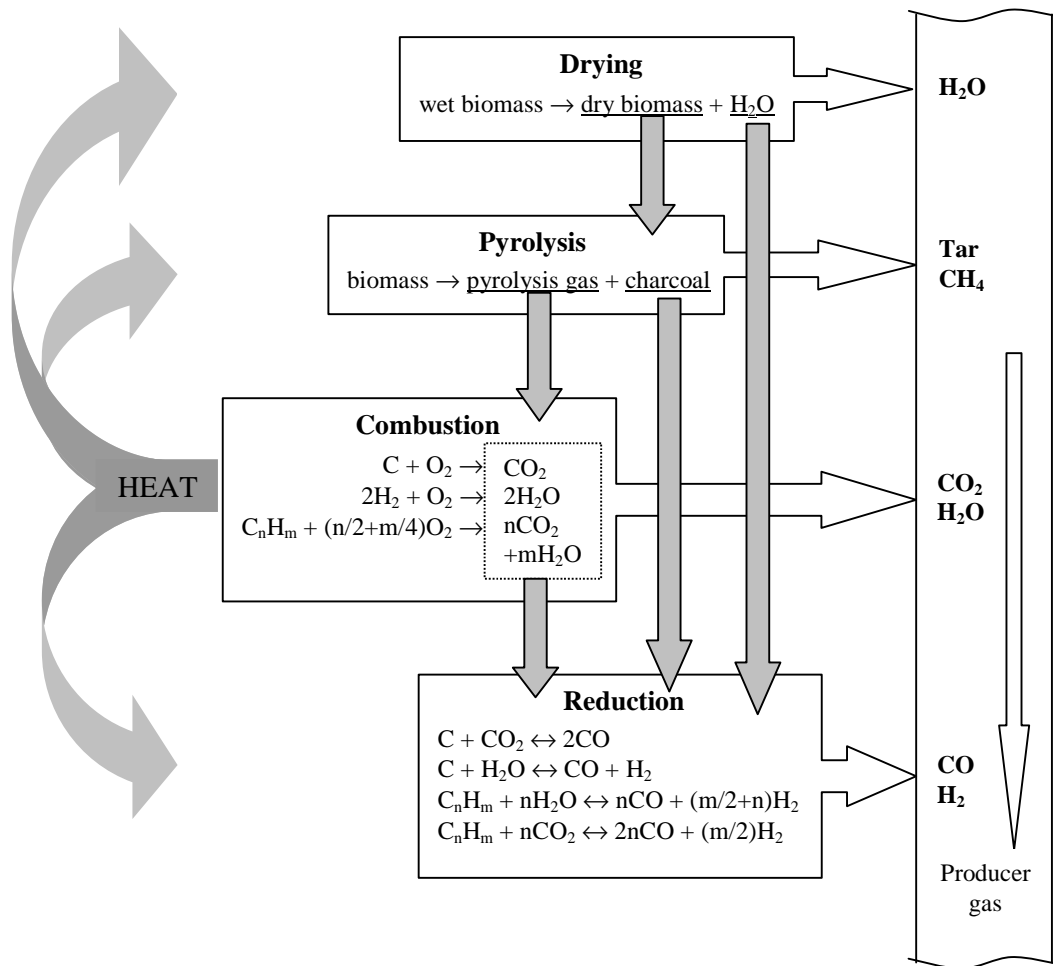 Drying
wet biomass → dry biomass + H₂O
H₂O
Pyrolysis
biomass → pyrolysis gas + charcoal
Tar
CH₄
HEAT
Combustion
C + O₂ → CO₂
2H₂ + O₂ → 2H₂O
CₙHₘ + (n/2+m/4)O₂ → nCO₂
+mH₂O
CO₂
H₂O
Reduction
C + CO₂ ↔ 2CO
C + H₂O ↔ CO + H₂
CₙHₘ + nH₂O ↔ nCO + (m/2+n)H₂
CₙHₘ + nCO₂ ↔ 2nCO + (m/2)H₂
CO
H₂
Producer
gas